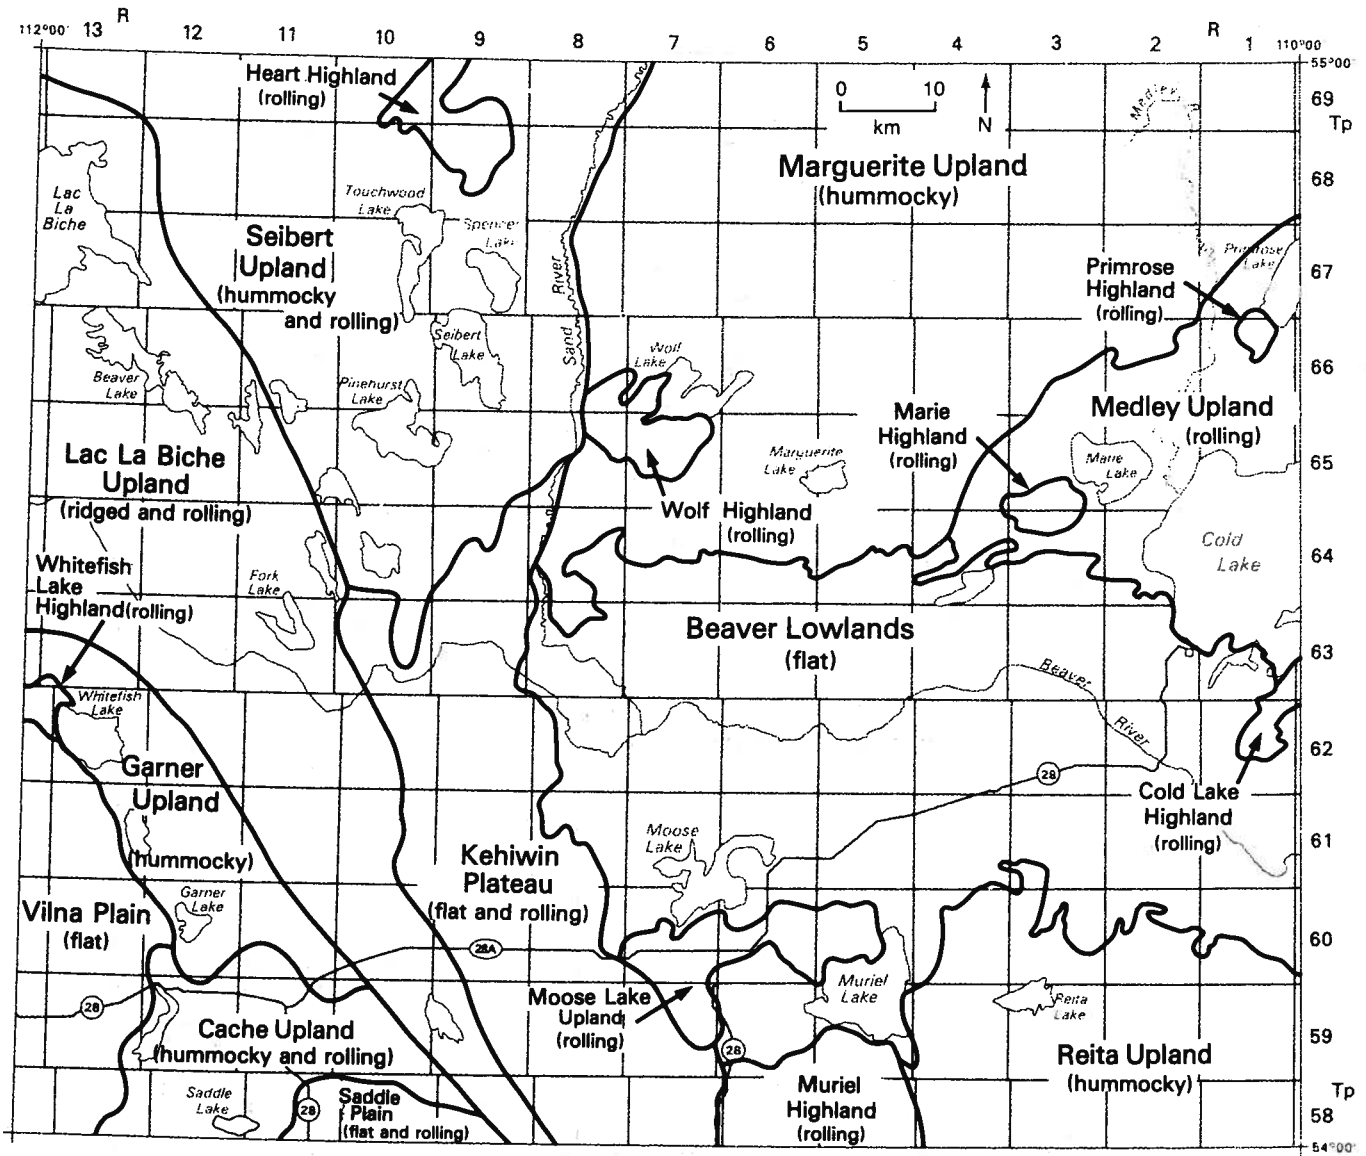 R
R
112°00'
13
12
11
10
9
8
7
6
5
4
3
2
1
110°00
55°00'
Heart Highland
(rolling)
0
10
km
N
Medley
69
Tp
Marguerite Upland
(hummocky)
68
Lac
La
Biche
Touchwood
Lake
Spencer
Lake
Seibert
Upland
(hummocky
and rolling)
River
Sand
Primrose
Highland
(rolling)
Primrose
Lake
67
Seibert
Lake
Wolf
Lake
66
Beaver
Lake
Pinehurst
Lake
Marie
Highland
(rolling)
Medley Upland
(rolling)
Lac La Biche
Upland
(ridged and rolling)
Marguerite
Lake
Marie
Lake
65
Wolf Highland
(rolling)
Cold
Lake
64
Whitefish
Lake
Highland(rolling)
Fork
Lake
Beaver Lowlands
(flat)
63
Beaver
River
Whitefish
Lake
62
Garner
Upland
(hummocky)
28
Cold Lake
Highland
(rolling)
61
Moose
Lake
Kehiwin
Plateau
(flat and rolling)
Garner
Lake
Vilna Plain
(flat)
28A
60
Moose Lake
Upland
(rolling)
Muriel
Lake
Reita
Lake
28
Cache Upland
(hummocky and rolling)
28
59
Reita Upland
(hummocky)
Saddle
Lake
28
Saddle
Plain
(flat and rolling)
Muriel
Highland
(rolling)
Tp
58
54°00'